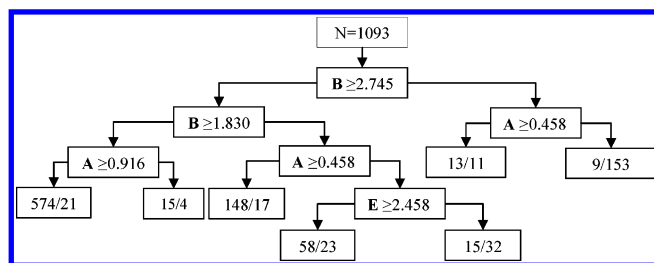 N=1093
B ≥2.745
B ≥1.830
A ≥0.458
A ≥0.916
A ≥0.458
13/11
9/153
574/21
15/4
148/17
E ≥2.458
58/23
15/32